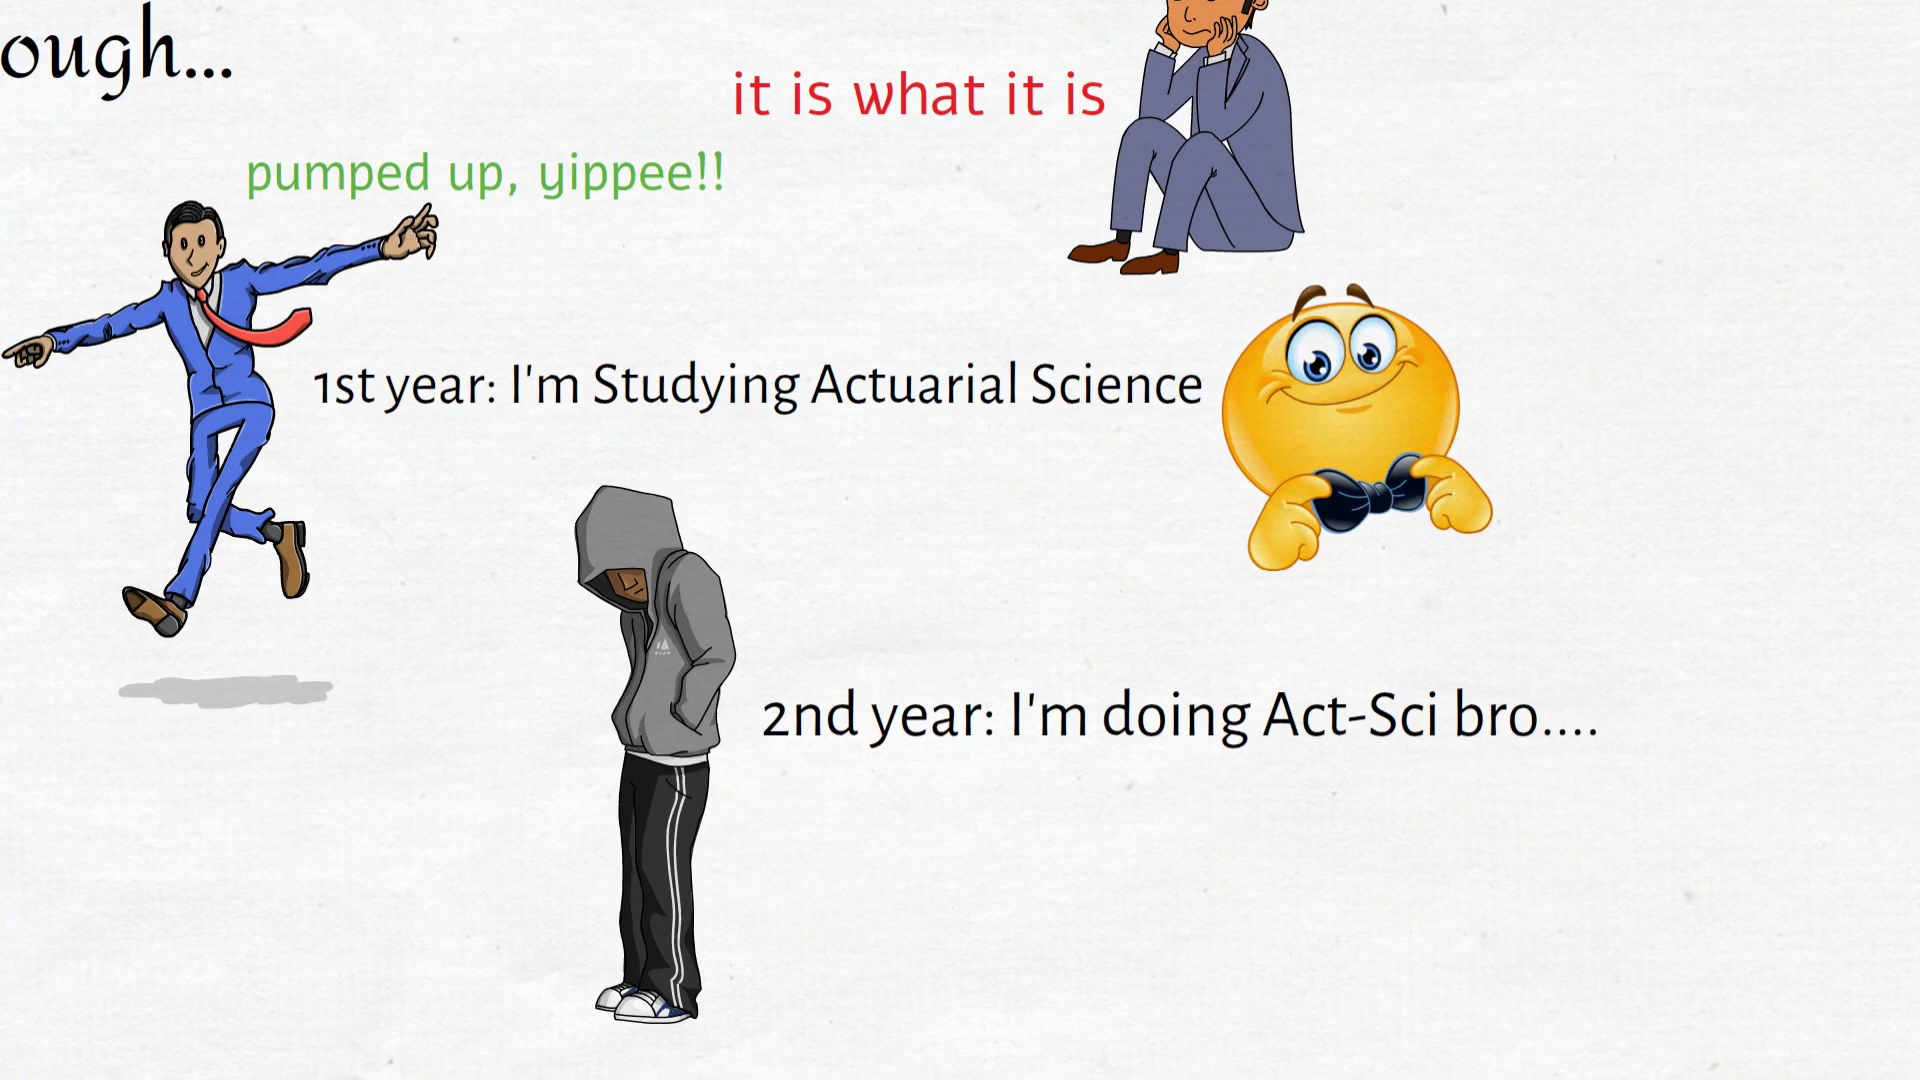 ough...
it is what it is
pumped up, yippee!!
1st year: I'm Studying Actuarial Science
2nd year: I'm doing Act-Sci bro....